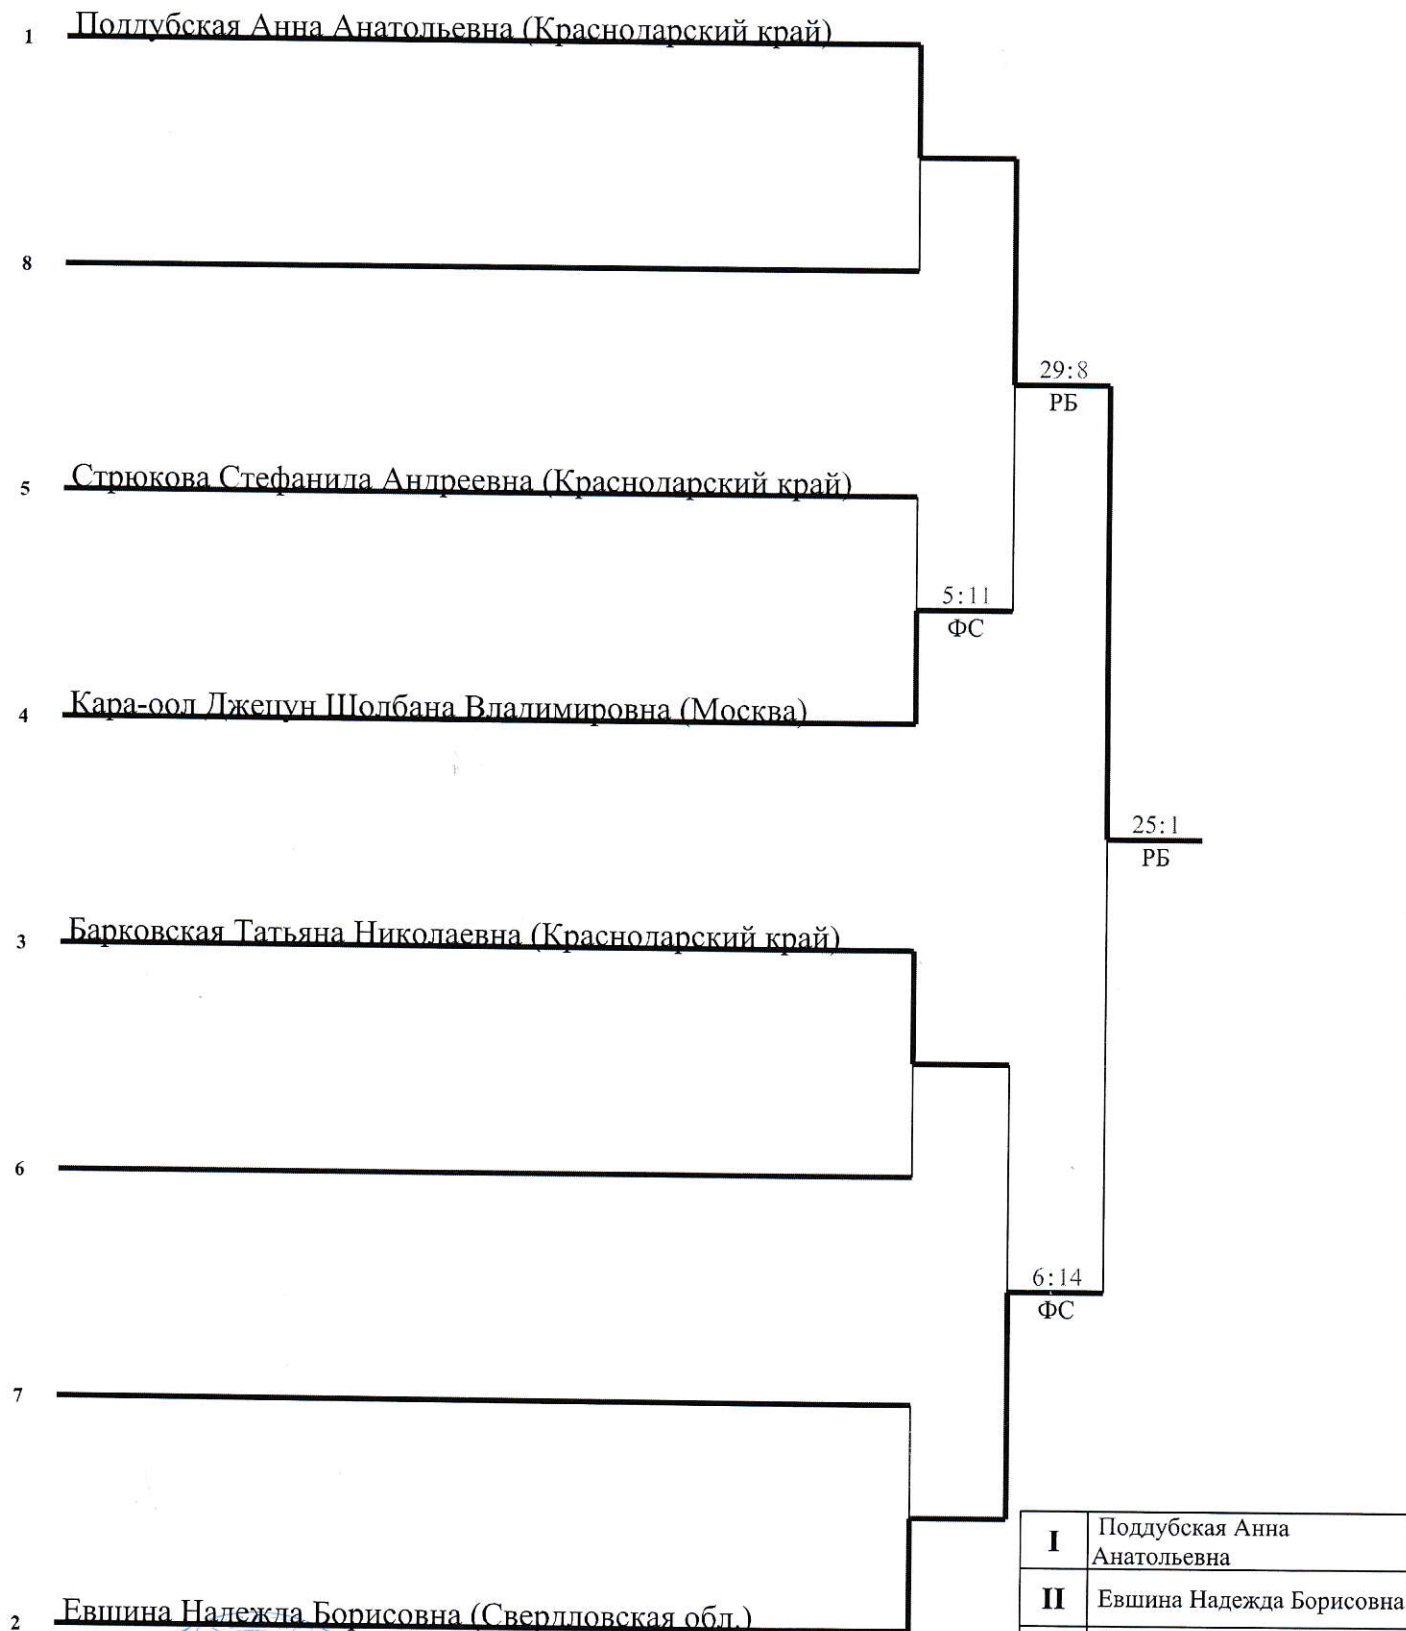 1 Поддубская Анна Анатольевна (Краснодарский край)
8
29:8
РБ
5 Стрюкова Стефанида Андреевна (Краснодарский край)
5:11
ФС
4 Кара-оол Джецун Шолбана Владимировна (Москва)
25:1
РБ
3 Барковская Татьяна Николаевна (Краснодарский край)
6
6:14
ФС
7
I Поддубская Анна
Анатольевна
II Евшина Надежда Борисовна
2 Евшина Надежда Борисовна (Свердловская обл.)